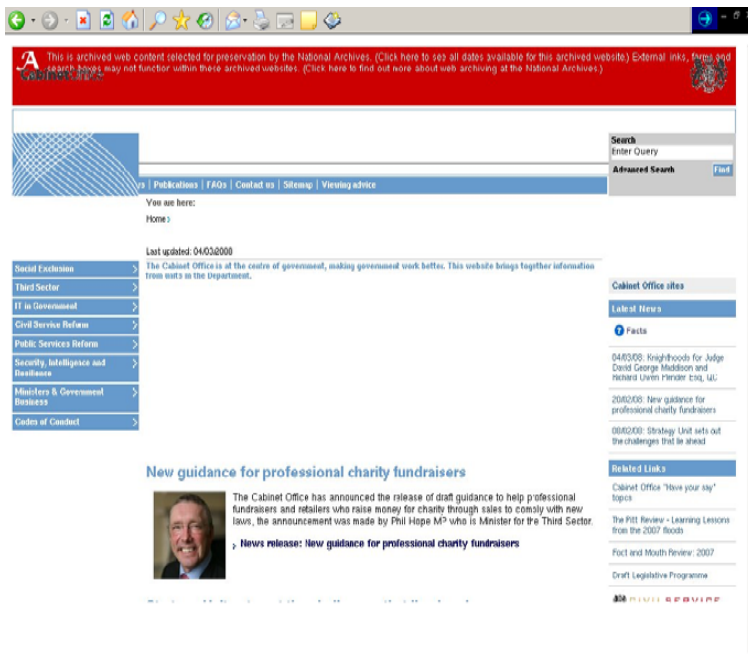 This is archived web content selected for preservation by the National Archives. (Click here to see all dates available for this archived website.) External links, forms and
search boxes may not function within these archived websites. (Click here to find out more about web archiving at the National Archives.)
Search
Enter Query
Advanced Search Find
| Publications | FAQs | Contact us | Sitemap | Viewing advice
You are here:
Home
Last updated: 04/03/2008
The Cabinet Office is at the centre of government, making government work better. This website brings together information
from units in the Department.
Social Exclusion
Third Sector
IT in Government
Civil Service Reform
Public Services Reform
Security, Intelligence and
Resilience
Ministers & Government
Business
Codes of Conduct
New guidance for professional charity fundraisers
The Cabinet Office has announced the release of draft guidance to help professional
fundraisers and retailers who raise money for charity through sales to comply with new
laws, the announcement was made by Phil Hope MP who is Minister for the Third Sector.
News release: New guidance for professional charity fundraisers
Cabinet Office sites
Latest News
Facts
04/03/08: Knighthoods for Judge
David George Maddison and
Richard Owen Plender Esq, QC
20/02/08: New guidance for
professional charity fundraisers
08/02/08: Strategy Unit sets out
the challenges that lie ahead
Related Links
Cabinet Office "Have your say"
topics
The Pitt Review - Learning Lessons
from the 2007 floods
Foot and Mouth Review: 2007
Draft Legislative Programme